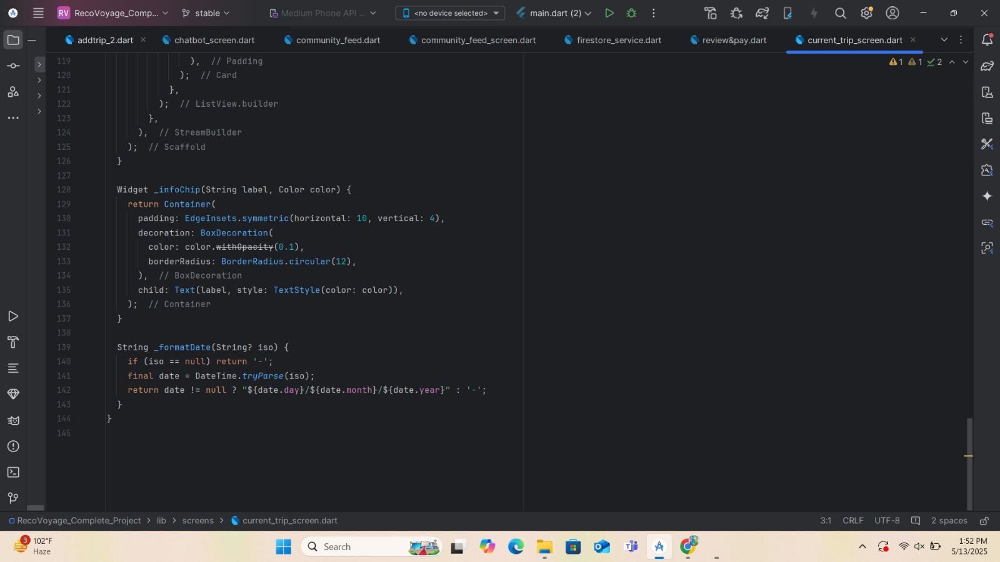 RV RecoVoyage_Comp... stable Medium Phone API ... <no device selected> main.dart (2)
addtrip_2.dart chatbot_screen.dart community_feed.dart community_feed_screen.dart firestore_service.dart review&pay.dart current_trip_screen.dart
1 1 2
119 ), // Padding
120 ); // Card
121 },
122 ); // ListView.builder
123 },
124 ), // StreamBuilder
125 ); // Scaffold
126 }
127
128 Widget _infoChip(String label, Color color) {
129 return Container(
130 padding: EdgeInsets.symmetric(horizontal: 10, vertical: 4),
131 decoration: BoxDecoration(
132 color: color.withOpacity(0.1),
133 borderRadius: BorderRadius.circular(12),
134 ), // BoxDecoration
135 child: Text(label, style: TextStyle(color: color)),
136 ); // Container
137 }
138
139 String _formatDate(String? iso) {
140 if (iso == null) return '-';
141 final date = DateTime.tryParse(iso);
142 return date != null ? "${date.day}/${date.month}/${date.year}" : '-';
143 }
144 }
145
RecoVoyage_Complete_Project > lib > screens > current_trip_screen.dart 3:1 CRLF UTF-8 2 spaces
3 102°F
Haze
Search
1:52 PM
5/13/2025